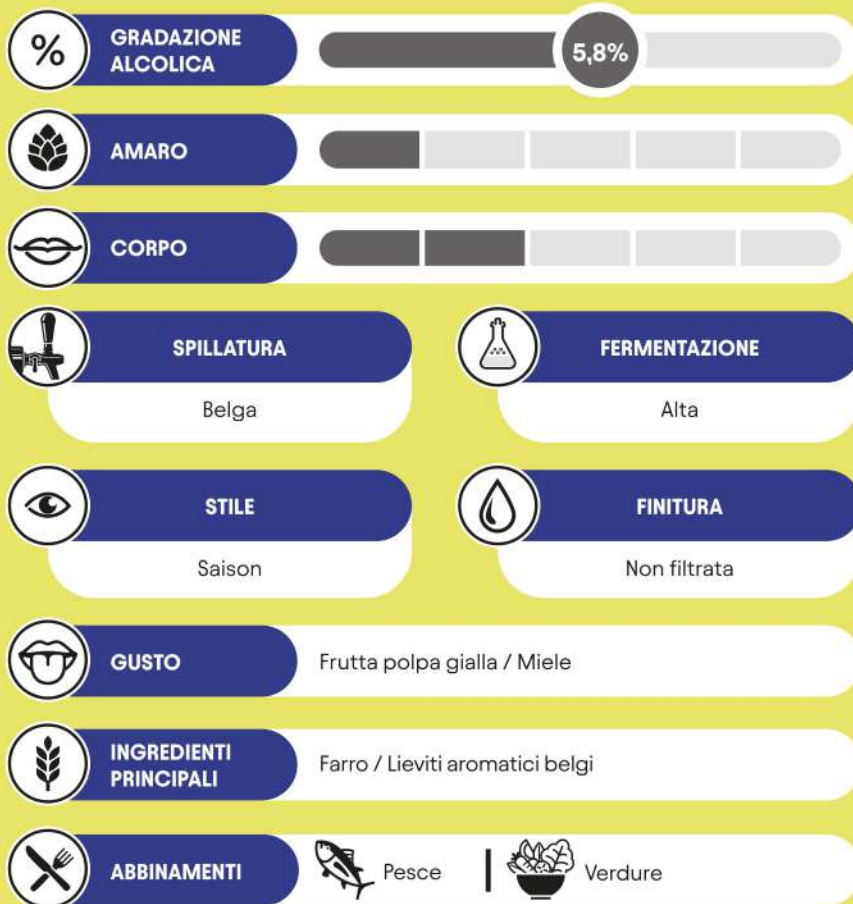 %
GRADAZIONE
ALCOLICA
5,8%
AMARO
CORPO
SPILLATURA
Belga
FERMENTAZIONE
Alta
STILE
Saison
FINITURA
Non filtrata
GUSTO
Frutta polpa gialla / Miele
INGREDIENTI
PRINCIPALI
Farro / Lieviti aromatici belgi
ABBINAMENTI
Pesce
Verdure